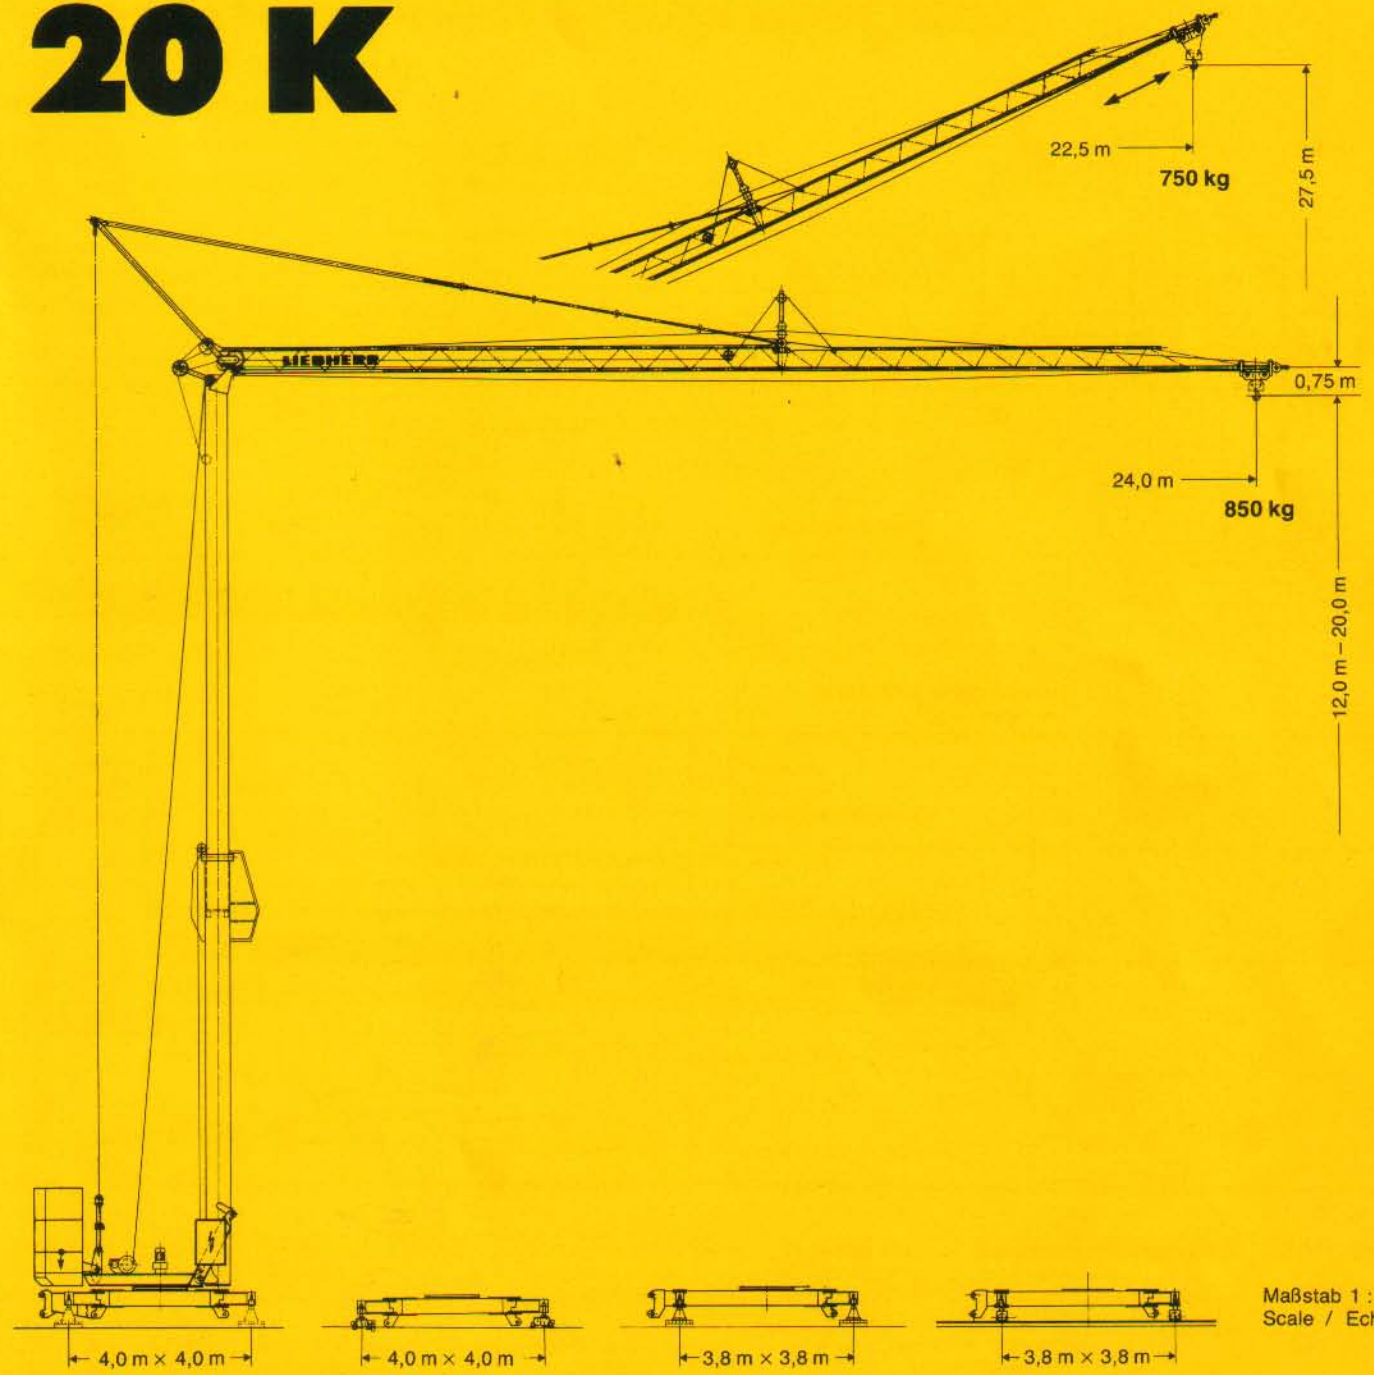 20 K
22,5 m
750 kg
27,5 m
LIEBHERR
0,75 m
24,0 m
850 kg
12,0 m – 20,0 m
4,0 m × 4,0 m
4,0 m × 4,0 m
3,8 m × 3,8 m
3,8 m × 3,8 m
Maßstab 1 :
Scale /